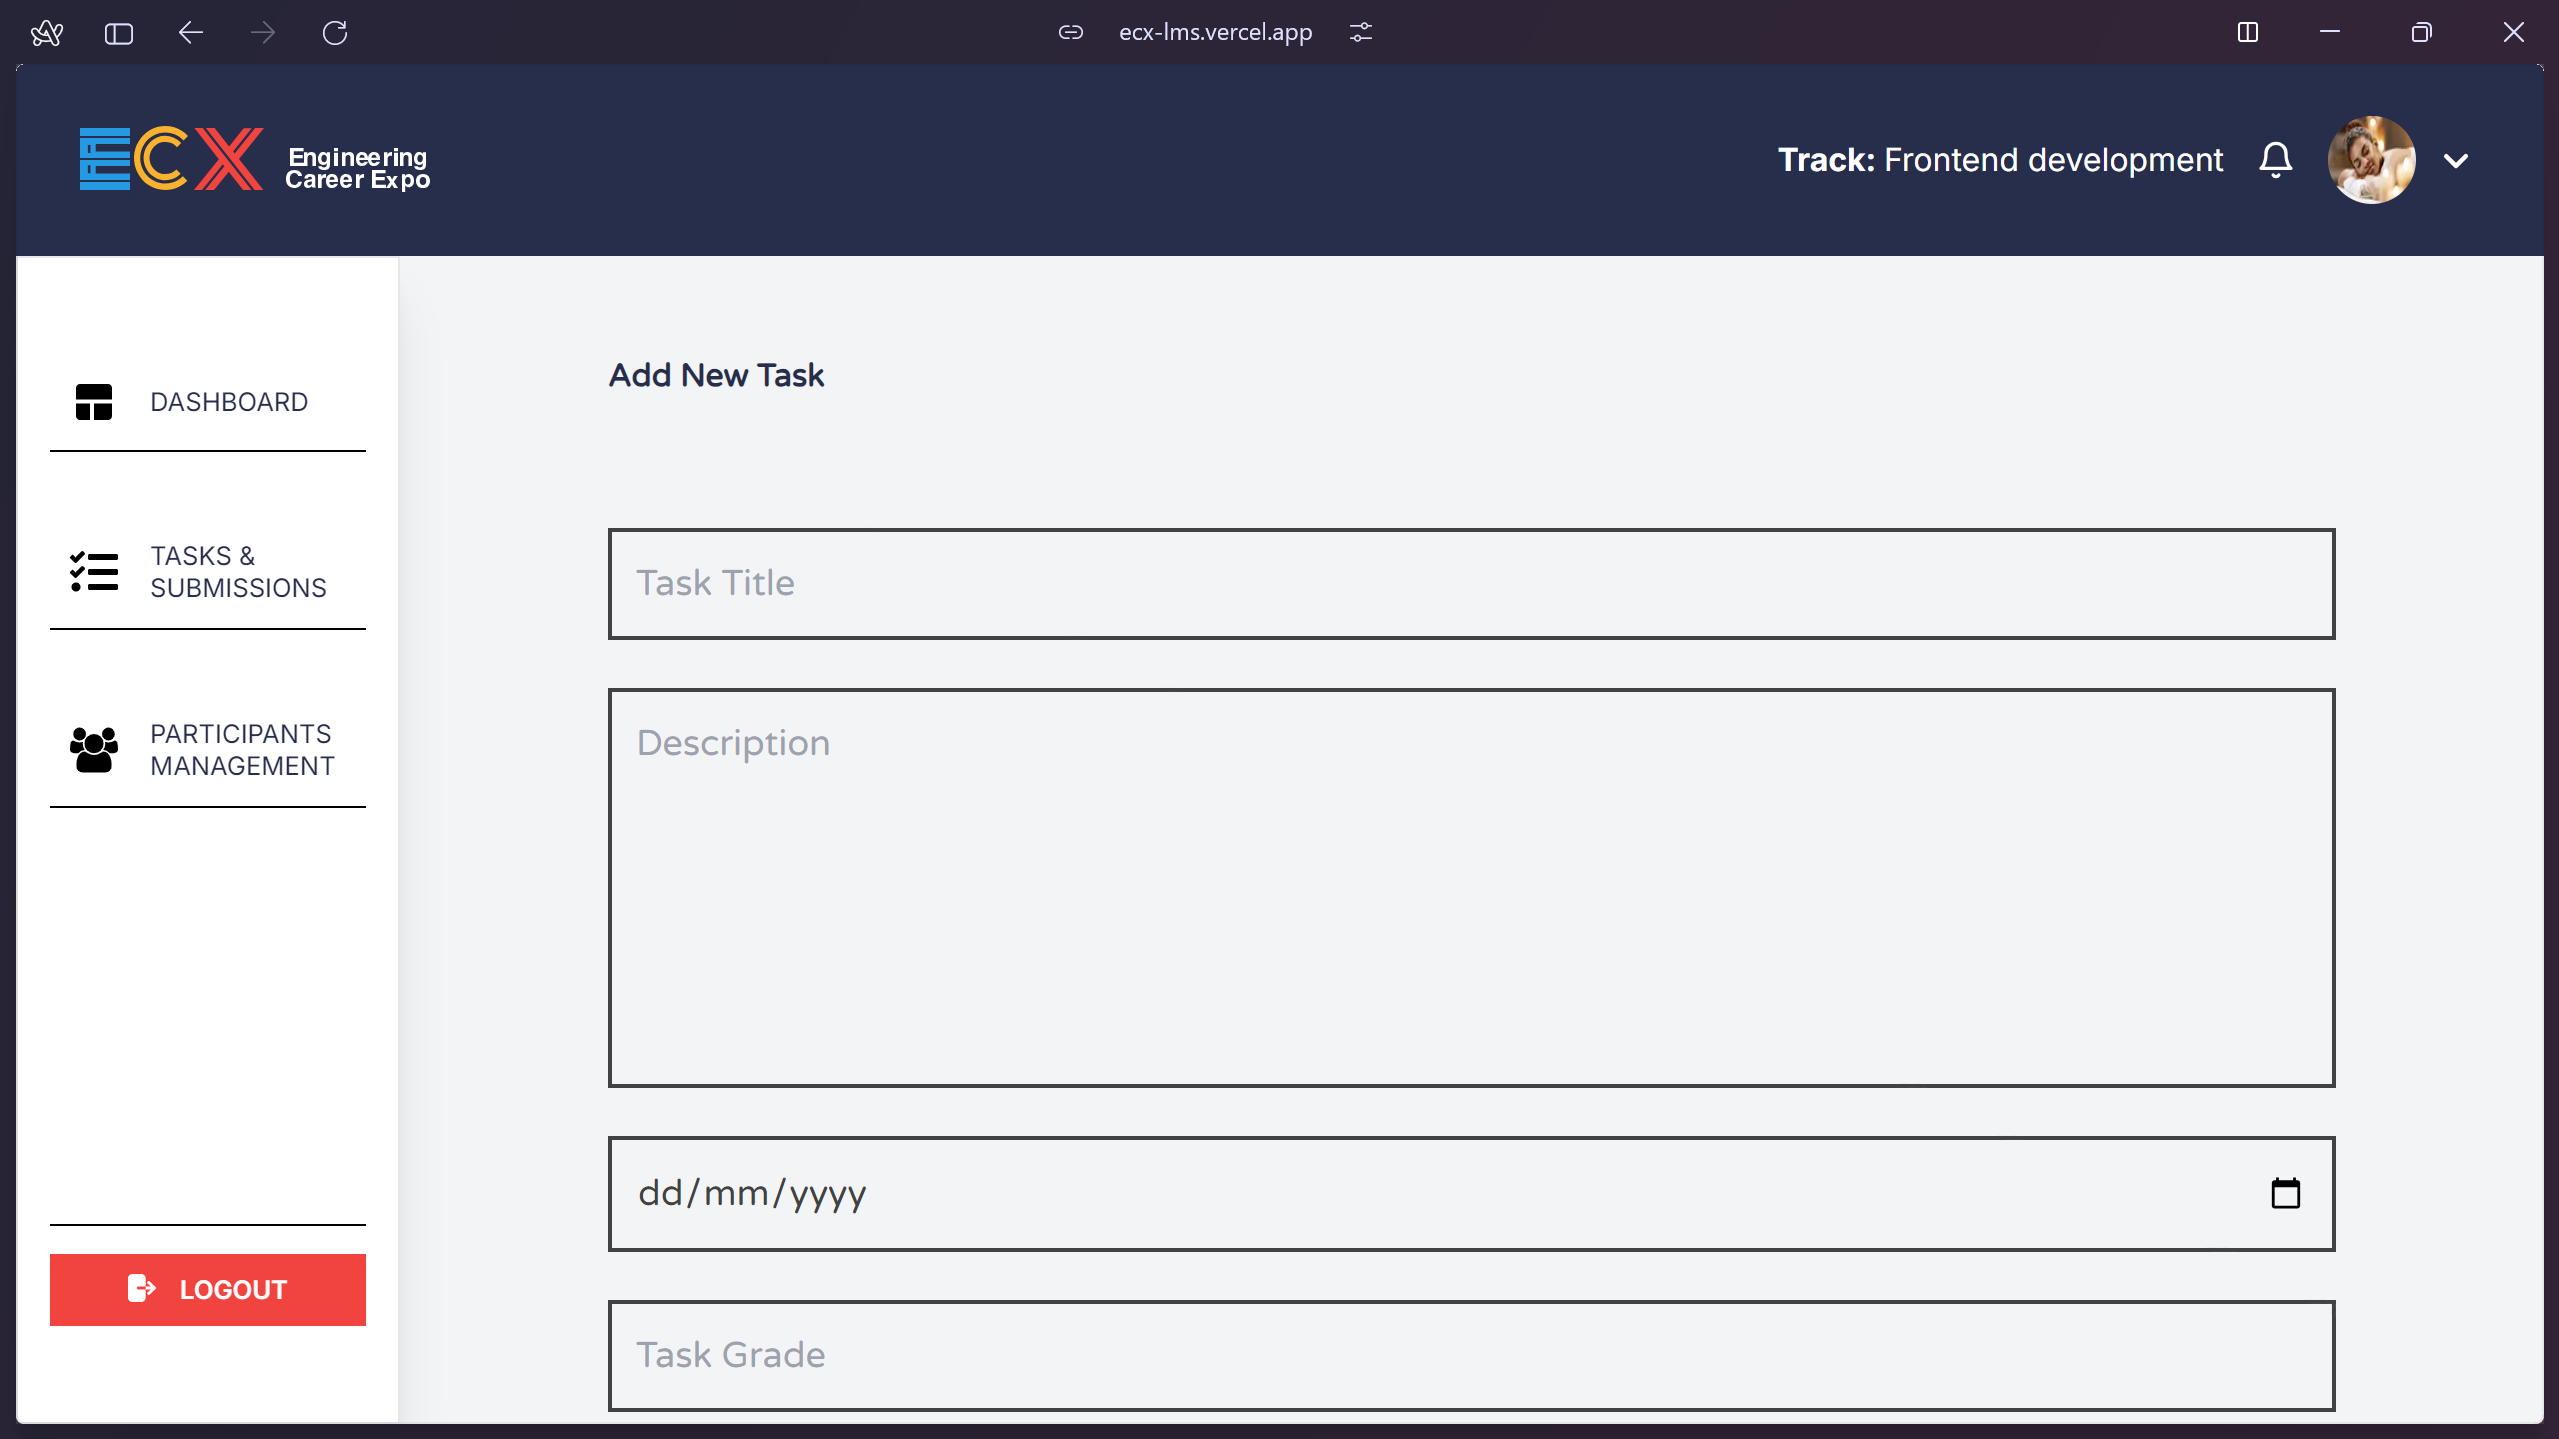 ecx-lms.vercel.app
ECX Engineering
Career Expo
Track: Frontend development
DASHBOARD
TASKS &
SUBMISSIONS
PARTICIPANTS
MANAGEMENT
LOGOUT
Add New Task
Task Title
Description
dd/mm/yyyy
Task Grade